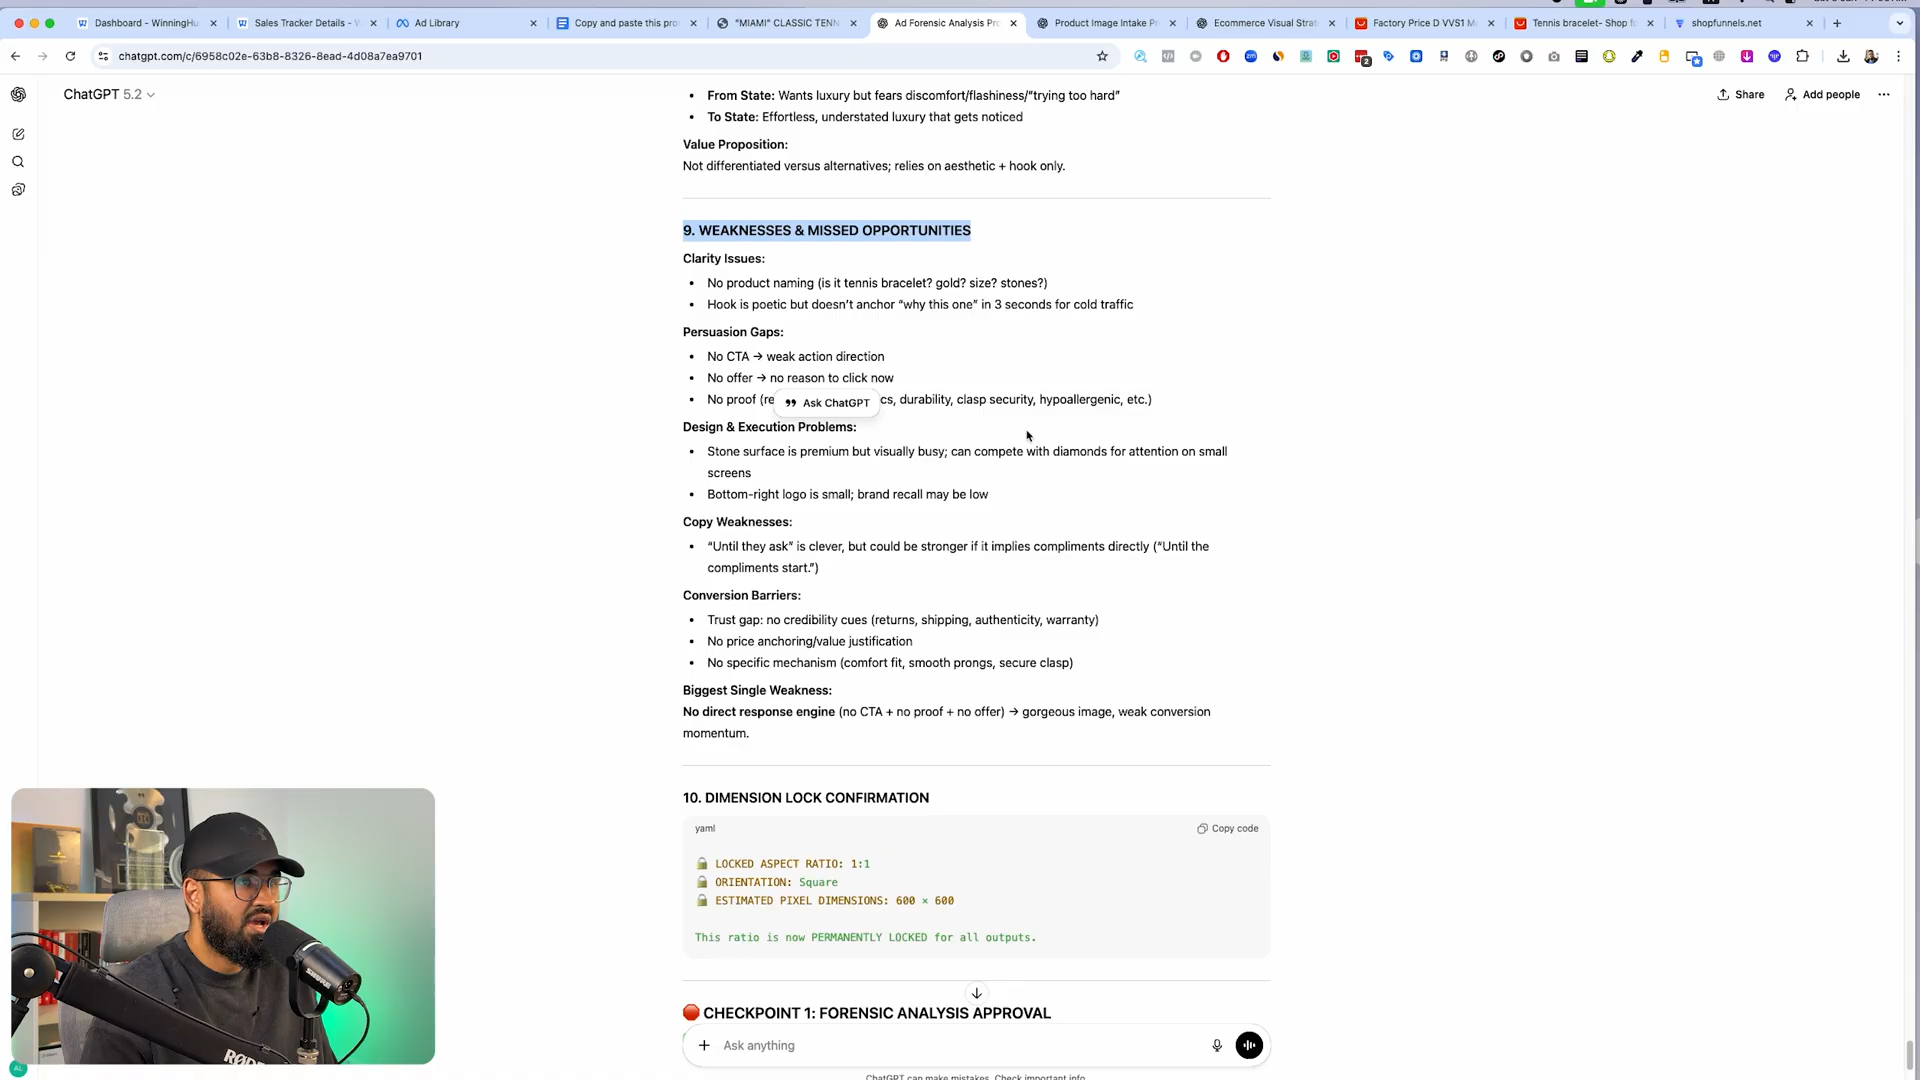 Dashboard - WinningHu
Sales Tracker Details - W
Ad Library
Copy and paste this pro
"MIAMI" CLASSIC TENN
Ad Forensic Analysis Pr
Product Image Intake P
Ecommerce Visual Strat
Factory Price D VVS1 M
Tennis bracelet- Shop f
shopfunnels.net
chatgpt.com/c/6958c02e-63b8-8326-8ead-4d08a7ea9701
2
ChatGPT 5.2
Share
Add people
• From State: Wants luxury but fears discomfort/flashiness/“trying too hard”
• To State: Effortless, understated luxury that gets noticed
Value Proposition:
Not differentiated versus alternatives; relies on aesthetic + hook only.
9. WEAKNESSES & MISSED OPPORTUNITIES
Clarity Issues:
• No product naming (is it tennis bracelet? gold? size? stones?)
• Hook is poetic but doesn’t anchor “why this one” in 3 seconds for cold traffic
Persuasion Gaps:
• No CTA → weak action direction
• No offer → no reason to click now
• No proof (re
Ask ChatGPT
cs, durability, clasp security, hypoallergenic, etc.)
Design & Execution Problems:
• Stone surface is premium but visually busy; can compete with diamonds for attention on small
screens
• Bottom-right logo is small; brand recall may be low
Copy Weaknesses:
• “Until they ask” is clever, but could be stronger if it implies compliments directly (“Until the
compliments start.”)
Conversion Barriers:
• Trust gap: no credibility cues (returns, shipping, authenticity, warranty)
• No price anchoring/value justification
• No specific mechanism (comfort fit, smooth prongs, secure clasp)
Biggest Single Weakness:
No direct response engine (no CTA + no proof + no offer) → gorgeous image, weak conversion
momentum.
10. DIMENSION LOCK CONFIRMATION
yaml
Copy code
🔒 LOCKED ASPECT RATIO: 1:1
🔒 ORIENTATION: Square
🔒 ESTIMATED PIXEL DIMENSIONS: 600 × 600
This ratio is now PERMANENTLY LOCKED for all outputs.
🛑 CHECKPOINT 1: FORENSIC ANALYSIS APPROVAL
Ask anything
ChatGPT can make mistakes. Check important info.
AL
SHURE
RØDE